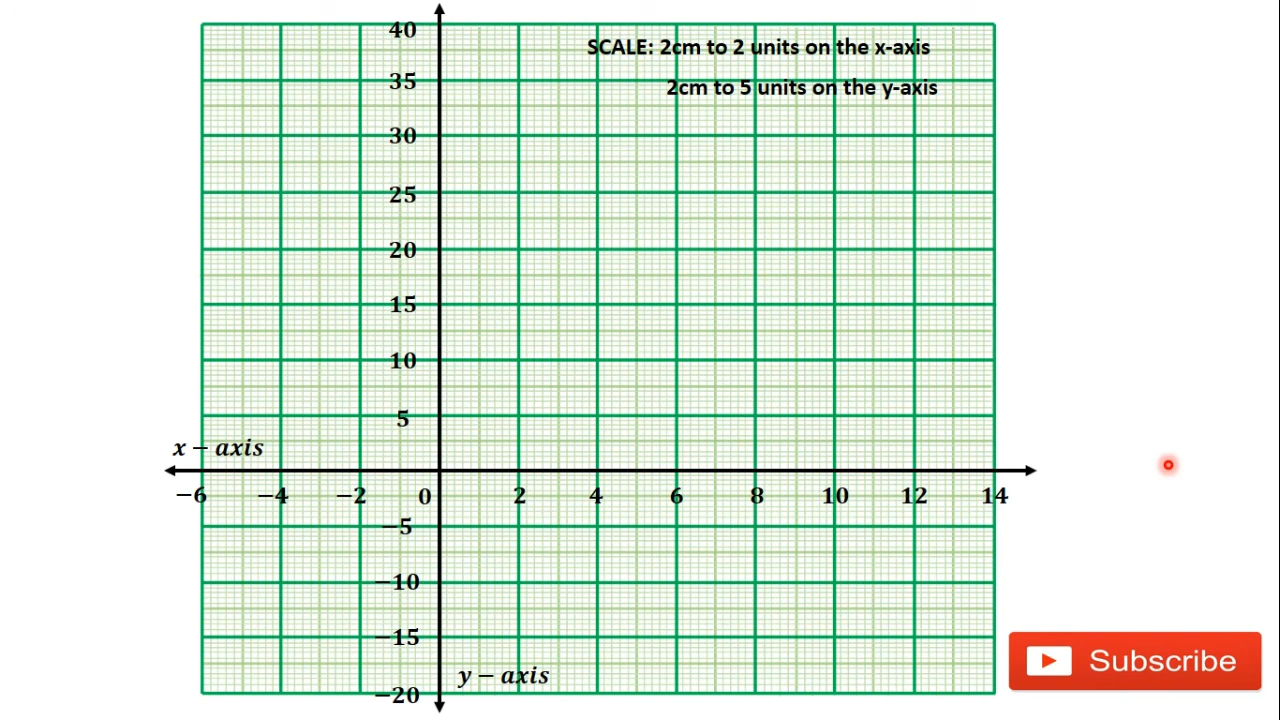 40
SCALE: 2cm to 2 units on the x-axis
35
2cm to 5 units on the y-axis
30
25
20
15
10
5
x – axis
−6 −4 −2 0 2 4 6 8 10 12 14
−5
−10
−15
Subscribe
y – axis
−20